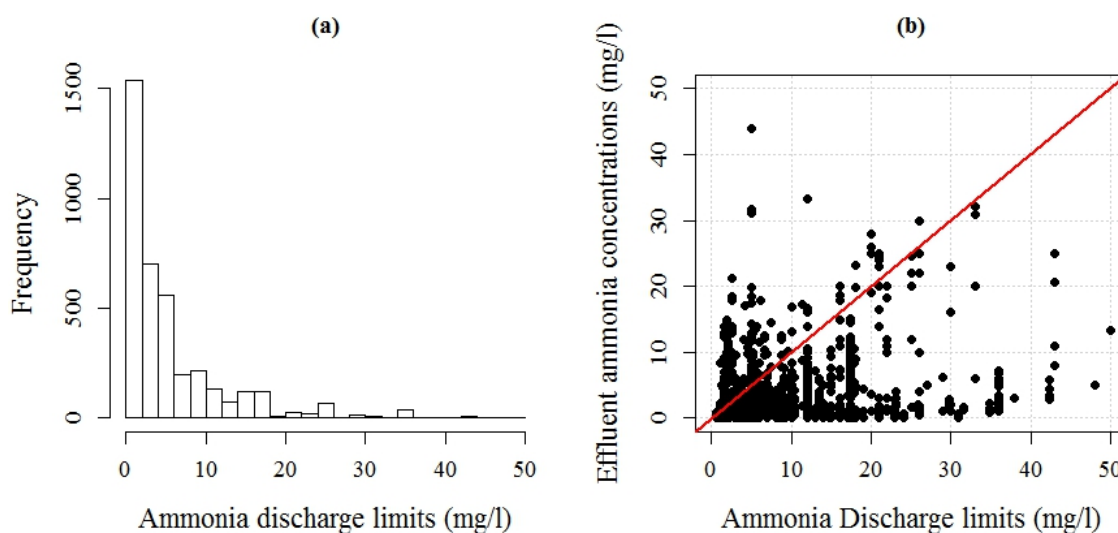 (a)
Frequency
1500
1000
500
0
0 10 20 30 40 50
Ammonia discharge limits (mg/l)
(b)
Effluent ammonia concentrations (mg/l)
50
40
30
20
10
0
0 10 20 30 40 50
Ammonia Discharge limits (mg/l)